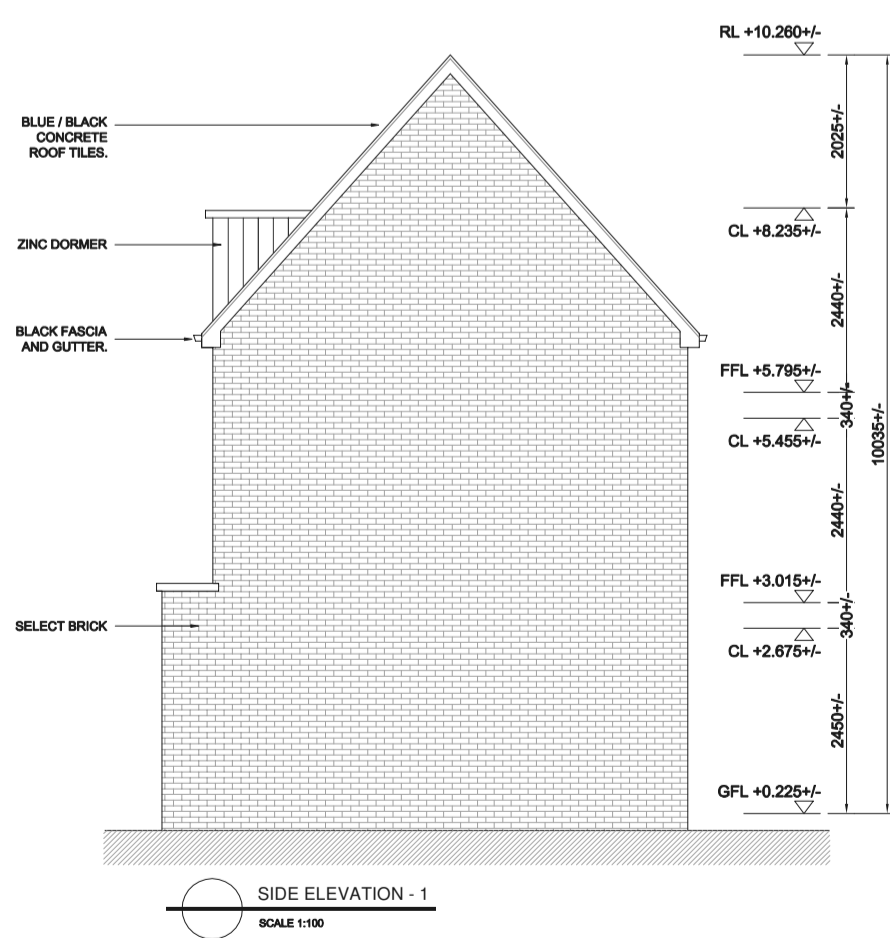 RL +10.260+/-
BLUE / BLACK
CONCRETE
ROOF TILES.
2025+/-
CL +8.235+/-
ZINC DORMER
2440+/-
BLACK FASCIA
AND GUTTER.
FFL +5.795+/-
340+/-
CL +5.455+/-
10035+/-
2440+/-
FFL +3.015+/-
340+/-
SELECT BRICK
CL +2.675+/-
2450+/-
GFL +0.225+/-
SIDE ELEVATION - 1
SCALE 1:100